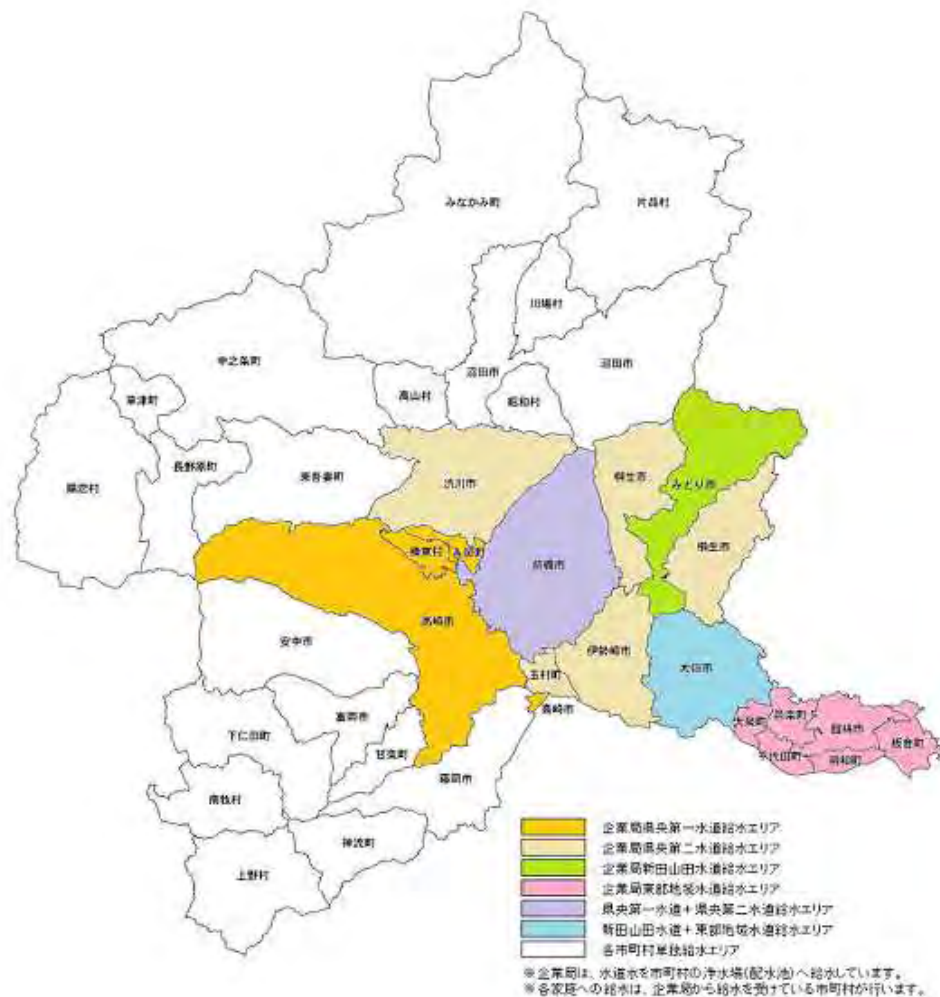 みなかみ町
片品村
川場村
中之条町
沼田市
沼田市
草津町
高山村
昭和村
長野原町
嬬恋村
東吾妻町
渋川市
桐生市
みどり市
榛東村
吉岡町
前橋市
桐生市
高崎市
安中市
伊勢崎市
太田市
玉村町
高崎市
富岡市
下仁田町
甘楽町
藤岡市
大泉町
邑楽町
館林市
板倉町
千代田町
明和町
南牧村
神流町
上野村
企業局県央第一水道給水エリア
企業局県央第二水道給水エリア
企業局新田山田水道給水エリア
企業局東部地域水道給水エリア
県央第一水道+県央第二水道給水エリア
新田山田水道+東部地域水道給水エリア
各市町村単独給水エリア
※企業局は、水道水を市町村の浄水場(配水池)へ給水しています。
※各家庭への給水は、企業局から給水を受けている市町村が行います。